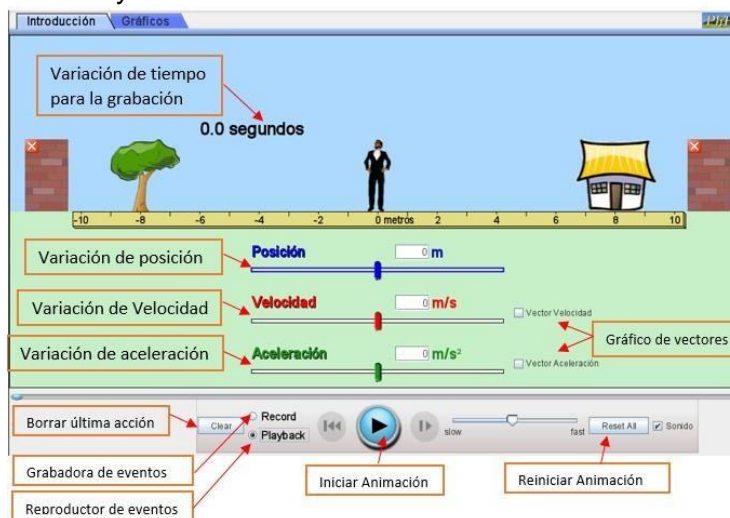 Introducción
Gráficos
Variación de tiempo
para la grabación
0.0 segundos
-10 -8 -6 -4 -2 0 metros 2 4 6 8 10
Variación de posición
Posición
0 m
Variación de Velocidad
Velocidad
0 m/s
Vector Velocidad
Gráfico de vectores
Variación de aceleración
Aceleración
0 m/s²
Vector Aceleración
Borrar última acción
Clear
Record
Playback
slow
fast
Reset All
Sonido
Grabadora de eventos
Iniciar Animación
Reiniciar Animación
Reproductor de eventos